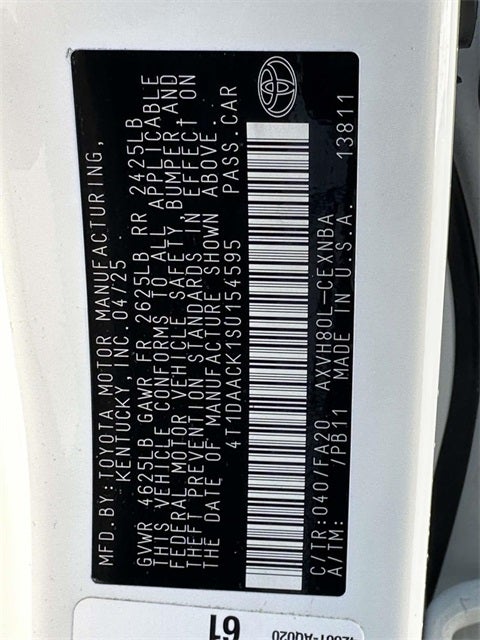 MFD.BY:TOYOTA MOTOR MANUFACTURING,
KENTUCKY, INC.04/25
GVWR 4625LB GAWR FR 2625LB RR 2425LB
THIS VEHICLE CONFORMS TO ALL APPLICABLE
FEDERAL MOTOR VEHICLE SAFETY, BUMPER AND
THEFT PREVENTION STANDARDS IN EFFECT ON
THE DATE OF MANUFACTURE SHOWN ABOVE
4T1DAACK1SU154595 PASS.CAR
C/TR:040/FA20 AXVH80L-CEXNBA
A/TM: /PB11 MADE IN U.S.A. 13811
61